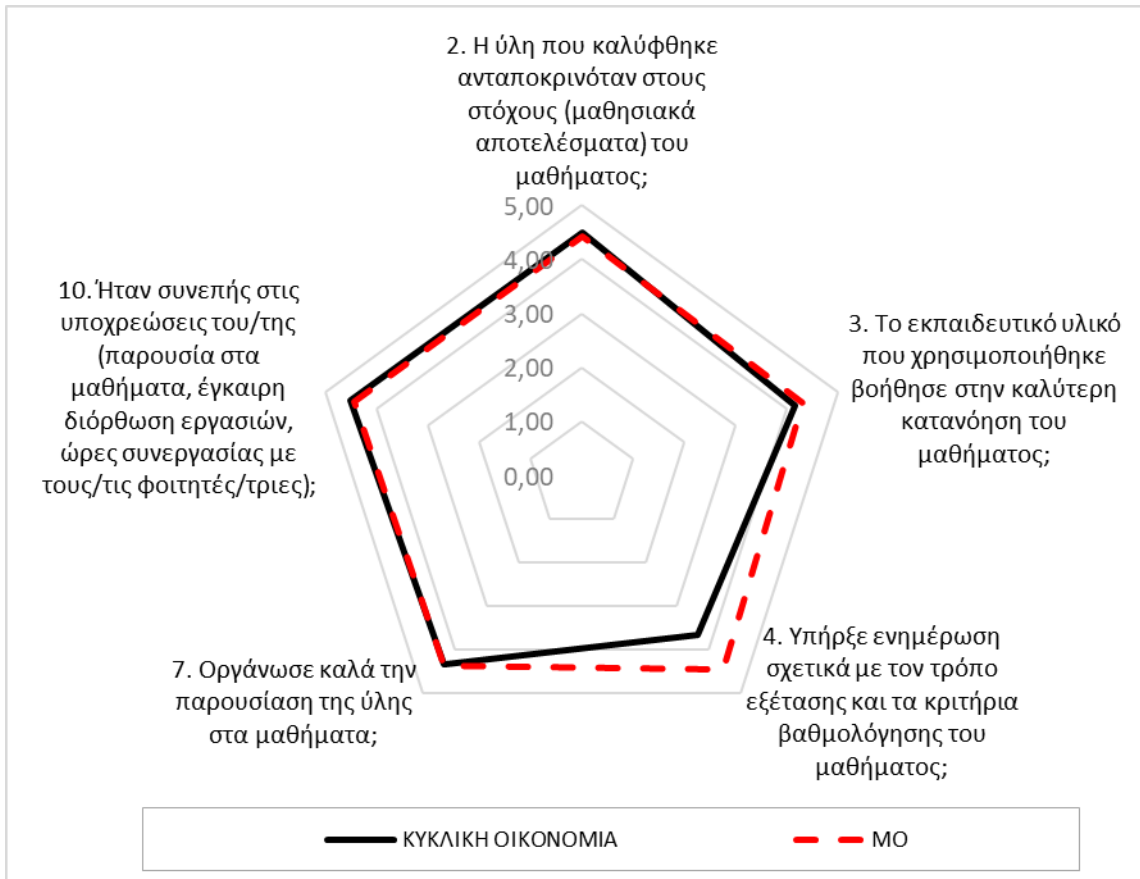 2. Η ύλη που καλύφθηκε
ανταποκρινόταν στους
στόχους (μαθησιακά
αποτελέσματα) του
μαθήματος;
5,00
4,00
3,00
2,00
1,00
0,00
3. Το εκπαιδευτικό υλικό
που χρησιμοποιήθηκε
βοήθησε στην καλύτερη
κατανόηση του
μαθήματος;
4. Υπήρξε ενημέρωση
σχετικά με τον τρόπο
εξέτασης και τα κριτήρια
βαθμολόγησης του
μαθήματος;
7. Οργάνωσε καλά την
παρουσίαση της ύλης
στα μαθήματα;
10. Ήταν συνεπής στις
υποχρεώσεις του/της
(παρουσία στα
μαθήματα, έγκαιρη
διόρθωση εργασιών,
ώρες συνεργασίας με
τους/τις φοιτητές/τριες);
ΚΥΚΛΙΚΗ ΟΙΚΟΝΟΜΙΑ
ΜΟ